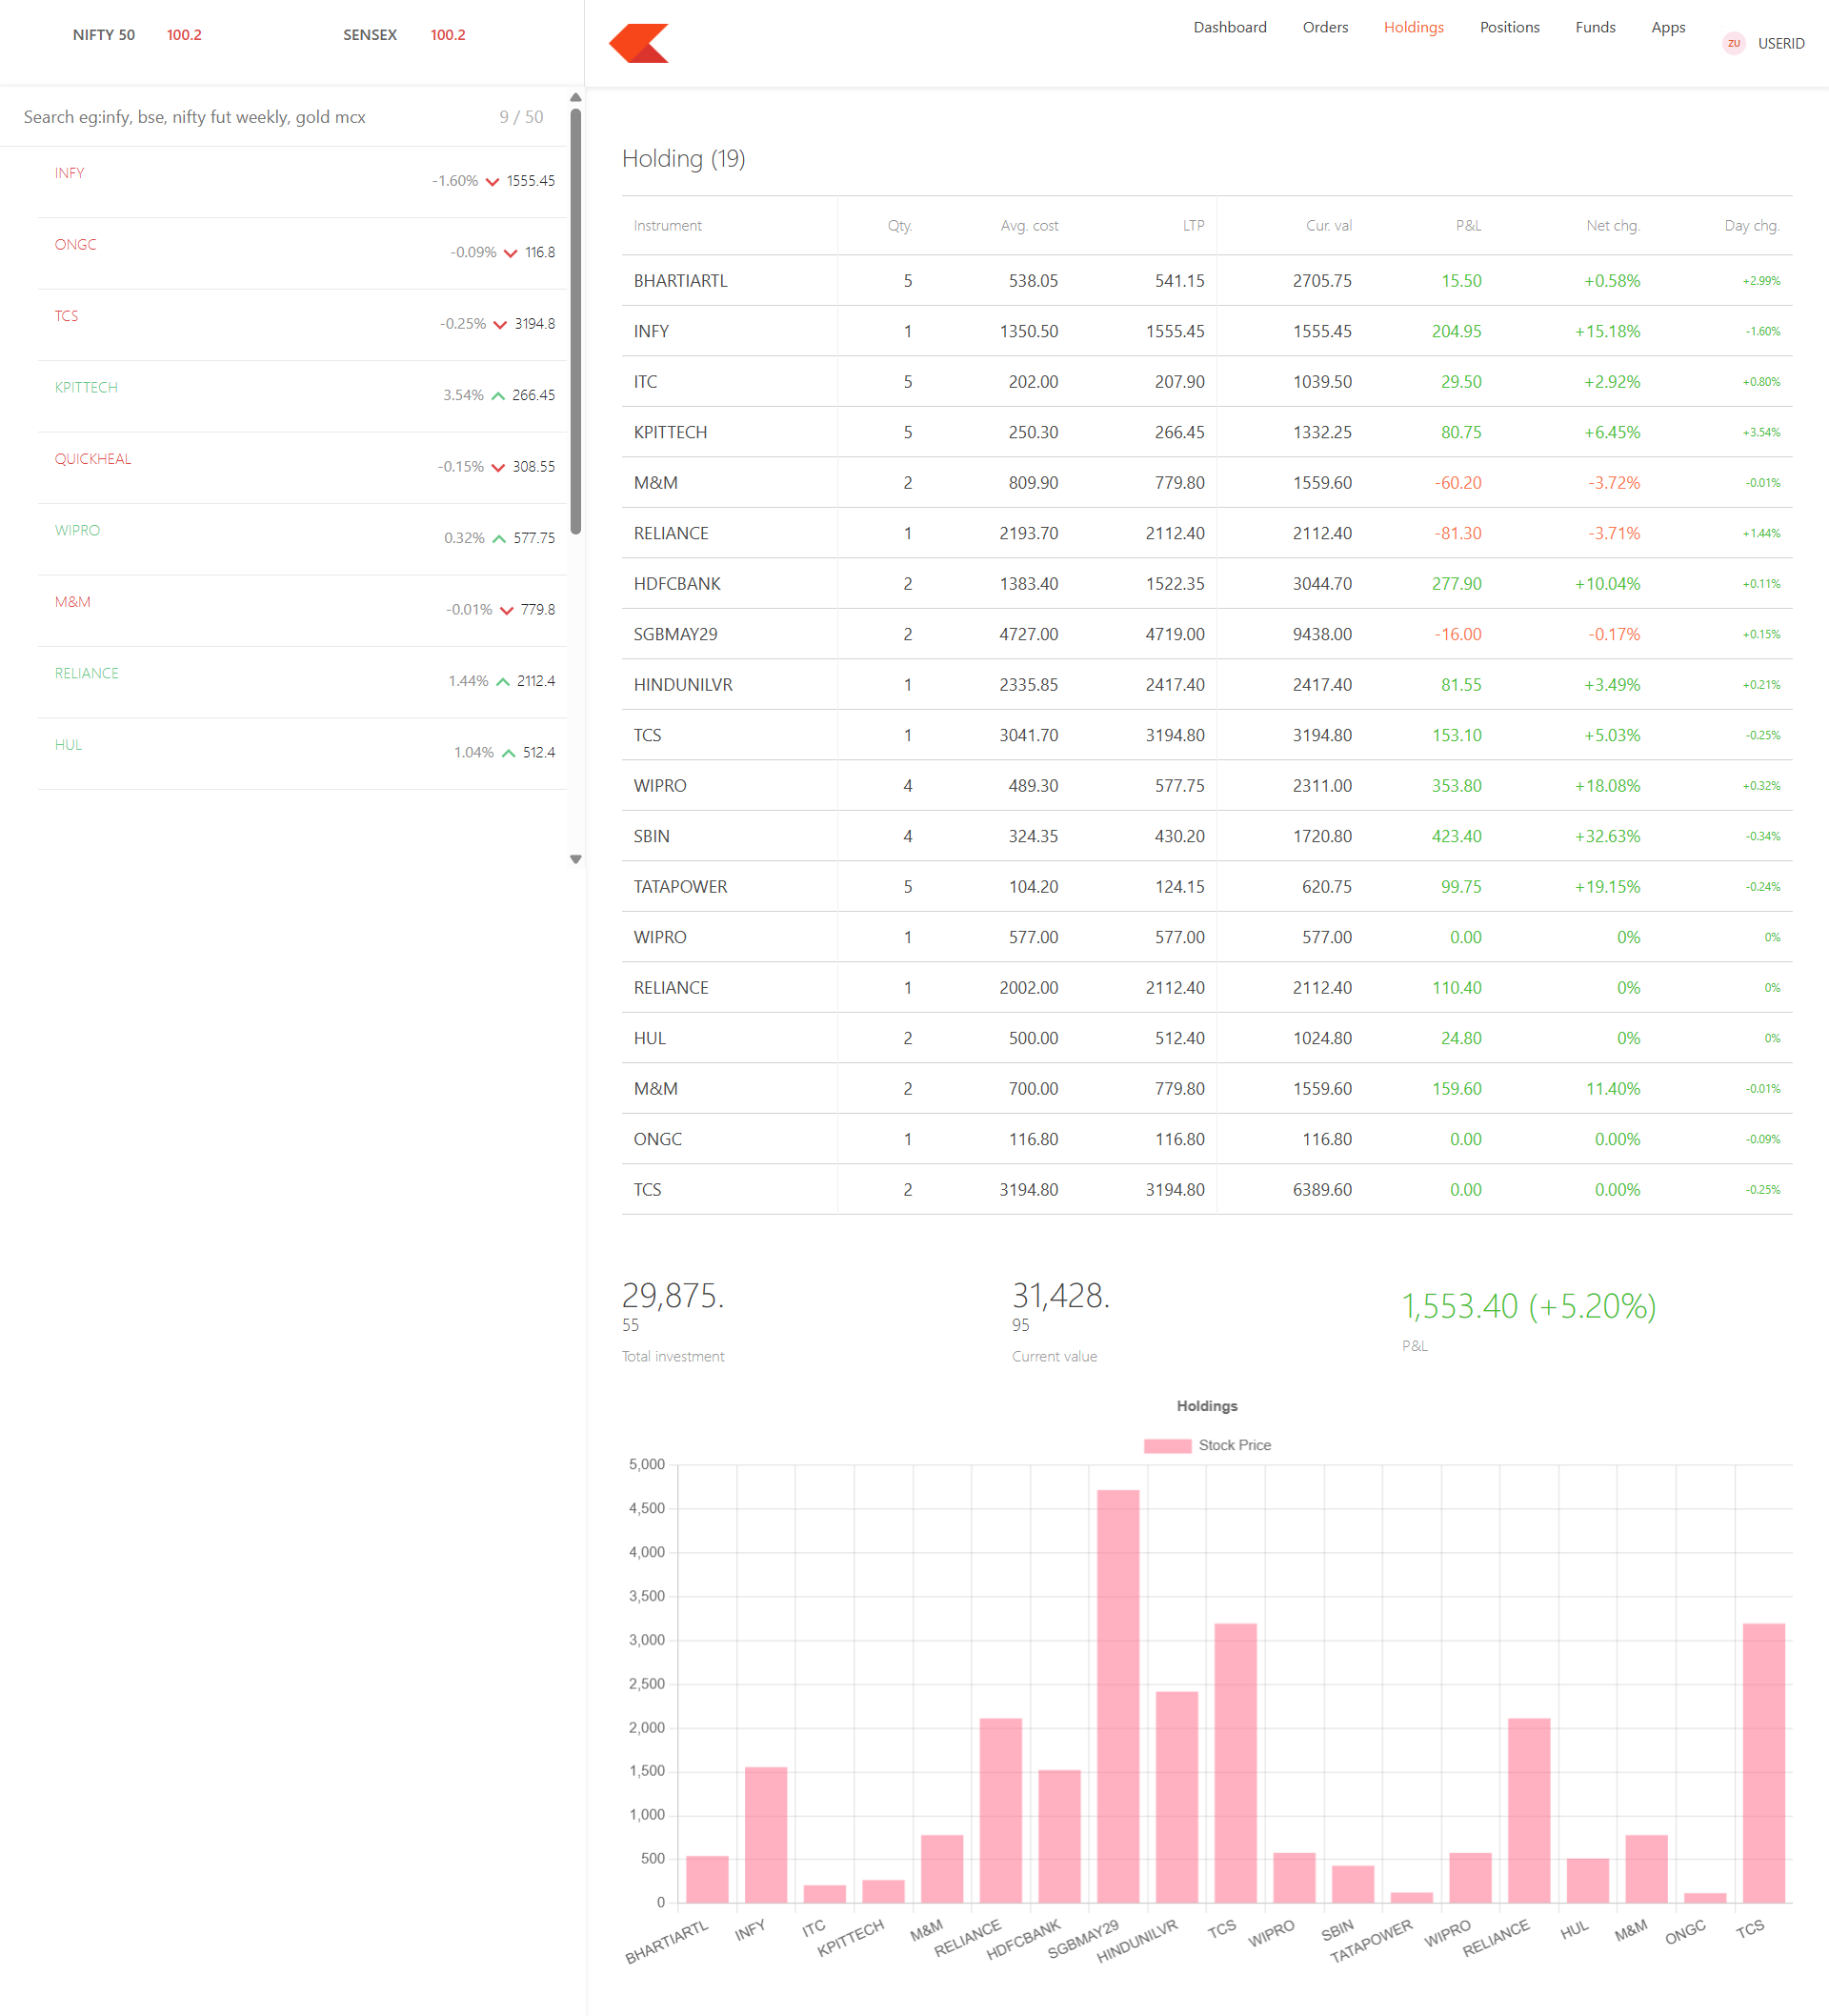 NIFTY 50 100.2 SENSEX 100.2
Dashboard Orders Holdings Positions Funds Apps ZU USERID
Search eg:infy, bse, nifty fut weekly, gold mcx 9 / 50
INFY -1.60% 1555.45
ONGC -0.09% 116.8
TCS -0.25% 3194.8
KPITTECH 3.54% 266.45
QUICKHEAL -0.15% 308.55
WIPRO 0.32% 577.75
M&M -0.01% 779.8
RELIANCE 1.44% 2112.4
HUL 1.04% 512.4
Holding (19)
Instrument Qty. Avg. cost LTP Cur. val P&L Net chg. Day chg.
BHARTIARTL 5 538.05 541.15 2705.75 15.50 +0.58% +2.99%
INFY 1 1350.50 1555.45 1555.45 204.95 +15.18% -1.60%
ITC 5 202.00 207.90 1039.50 29.50 +2.92% +0.80%
KPITTECH 5 250.30 266.45 1332.25 80.75 +6.45% +3.54%
M&M 2 809.90 779.80 1559.60 -60.20 -3.72% -0.01%
RELIANCE 1 2193.70 2112.40 2112.40 -81.30 -3.71% +1.44%
HDFCBANK 2 1383.40 1522.35 3044.70 277.90 +10.04% +0.11%
SGBMAY29 2 4727.00 4719.00 9438.00 -16.00 -0.17% +0.15%
HINDUNILVR 1 2335.85 2417.40 2417.40 81.55 +3.49% +0.21%
TCS 1 3041.70 3194.80 3194.80 153.10 +5.03% -0.25%
WIPRO 4 489.30 577.75 2311.00 353.80 +18.08% +0.32%
SBIN 4 324.35 430.20 1720.80 423.40 +32.63% -0.34%
TATAPOWER 5 104.20 124.15 620.75 99.75 +19.15% -0.24%
WIPRO 1 577.00 577.00 577.00 0.00 0% 0%
RELIANCE 1 2002.00 2112.40 2112.40 110.40 0% 0%
HUL 2 500.00 512.40 1024.80 24.80 0% 0%
M&M 2 700.00 779.80 1559.60 159.60 11.40% -0.01%
ONGC 1 116.80 116.80 116.80 0.00 0.00% -0.09%
TCS 2 3194.80 3194.80 6389.60 0.00 0.00% -0.25%
29,875. 31,428. 1,553.40 (+5.20%)
55 95 P&L
Total investment Current value
Holdings
Stock Price
5,000
4,500
4,000
3,500
3,000
2,500
2,000
1,500
1,000
500
0
BHARTIARTL INFY ITC KPITTECH M&M RELIANCE HDFCBANK SGBMAY29 HINDUNILVR TCS WIPRO SBIN TATAPOWER WIPRO RELIANCE HUL M&M ONGC TCS